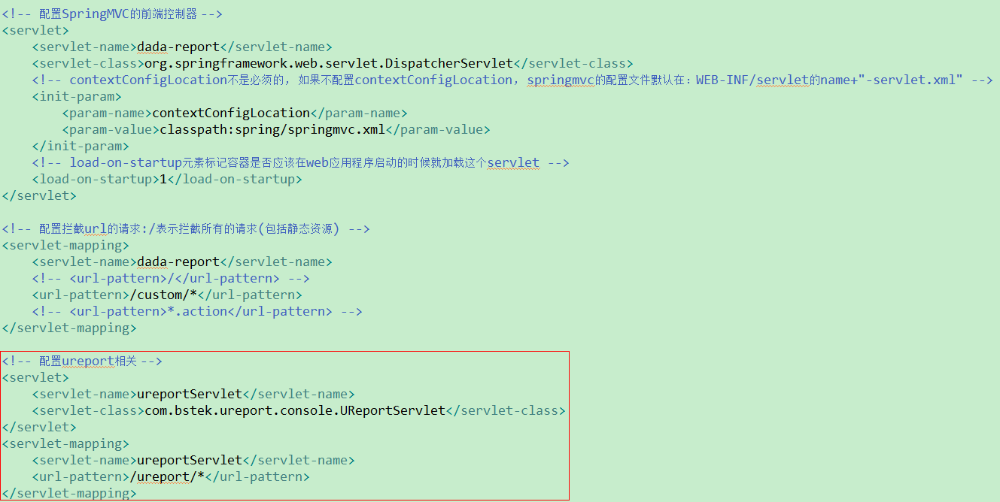 <!-- 配置SpringMVC的前端控制器 -->
<servlet>
    <servlet-name>dada-report</servlet-name>
    <servlet-class>org.springframework.web.servlet.DispatcherServlet</servlet-class>
    <!-- contextConfigLocation不是必须的, 如果不配置contextConfigLocation, springmvc的配置文件默认在：WEB-INF/servlet的name+"-servlet.xml" -->
    <init-param>
        <param-name>contextConfigLocation</param-name>
        <param-value>classpath:spring/springmvc.xml</param-value>
    </init-param>
    <!-- load-on-startup元素标记容器是否应该在web应用程序启动的时候就加载这个servlet -->
    <load-on-startup>1</load-on-startup>
</servlet>

<!-- 配置拦截url的请求:/表示拦截所有的请求(包括静态资源) -->
<servlet-mapping>
    <servlet-name>dada-report</servlet-name>
    <!-- <url-pattern>/</url-pattern> -->
    <url-pattern>/custom/*</url-pattern>
    <!-- <url-pattern>*.action</url-pattern> -->
</servlet-mapping>

<!-- 配置ureport相关 -->
<servlet>
    <servlet-name>ureportServlet</servlet-name>
    <servlet-class>com.bstek.ureport.console.UReportServlet</servlet-class>
</servlet>
<servlet-mapping>
    <servlet-name>ureportServlet</servlet-name>
    <url-pattern>/ureport/*</url-pattern>
</servlet-mapping>